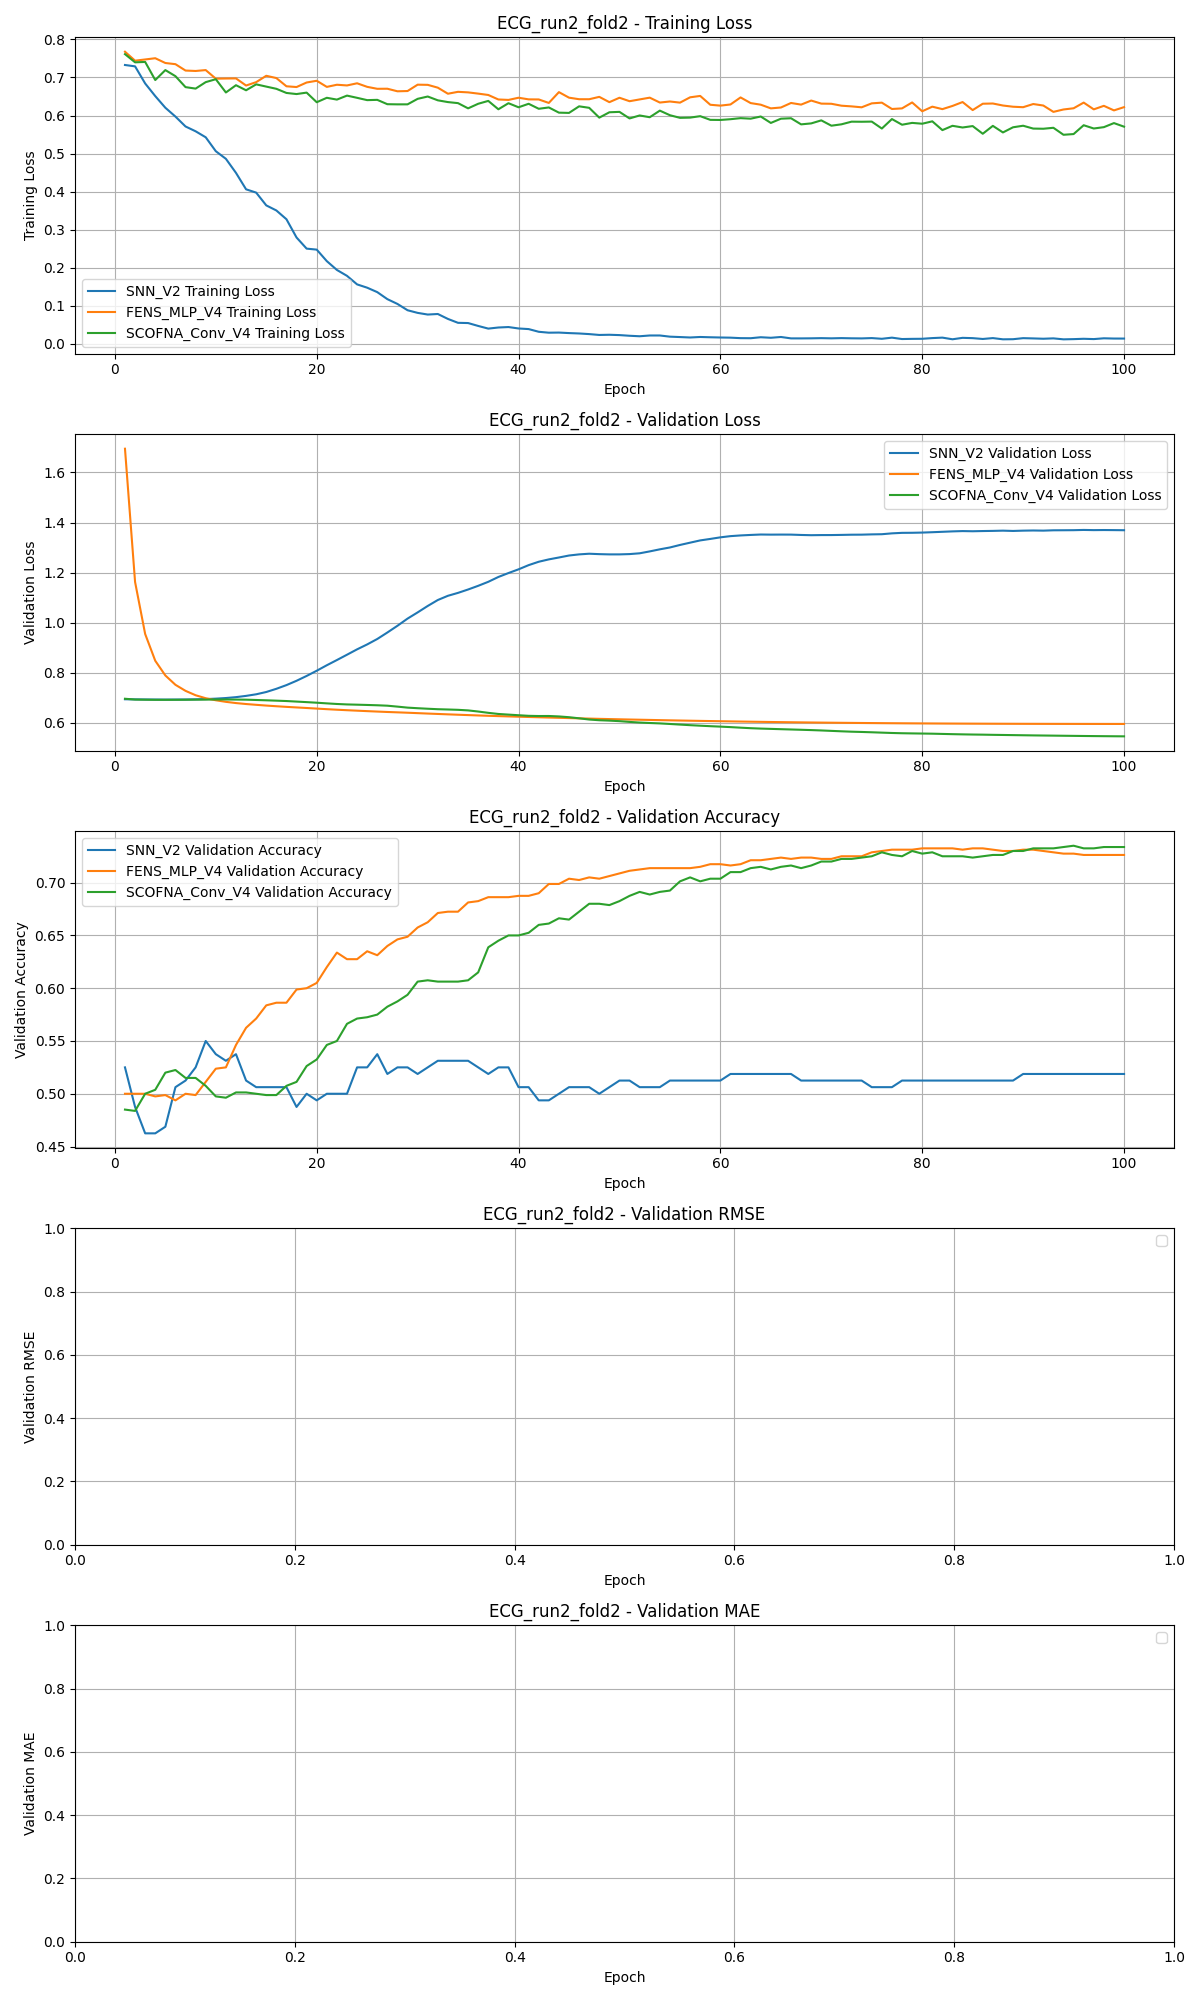 ECG_run2_fold2 - Training Loss
Training Loss
0.8
0.7
0.6
0.5
0.4
0.3
0.2
0.1
0.0
SNN_V2 Training Loss
FENS_MLP_V4 Training Loss
SCOFNA_Conv_V4 Training Loss
0 20 40 60 80 100
Epoch
ECG_run2_fold2 - Validation Loss
Validation Loss
1.6
1.4
1.2
1.0
0.8
0.6
SNN_V2 Validation Loss
FENS_MLP_V4 Validation Loss
SCOFNA_Conv_V4 Validation Loss
0 20 40 60 80 100
Epoch
ECG_run2_fold2 - Validation Accuracy
Validation Accuracy
0.70
0.65
0.60
0.55
0.50
0.45
SNN_V2 Validation Accuracy
FENS_MLP_V4 Validation Accuracy
SCOFNA_Conv_V4 Validation Accuracy
0 20 40 60 80 100
Epoch
ECG_run2_fold2 - Validation RMSE
Validation RMSE
1.0
0.8
0.6
0.4
0.2
0.0
0.0 0.2 0.4 0.6 0.8 1.0
Epoch
ECG_run2_fold2 - Validation MAE
Validation MAE
1.0
0.8
0.6
0.4
0.2
0.0
0.0 0.2 0.4 0.6 0.8 1.0
Epoch